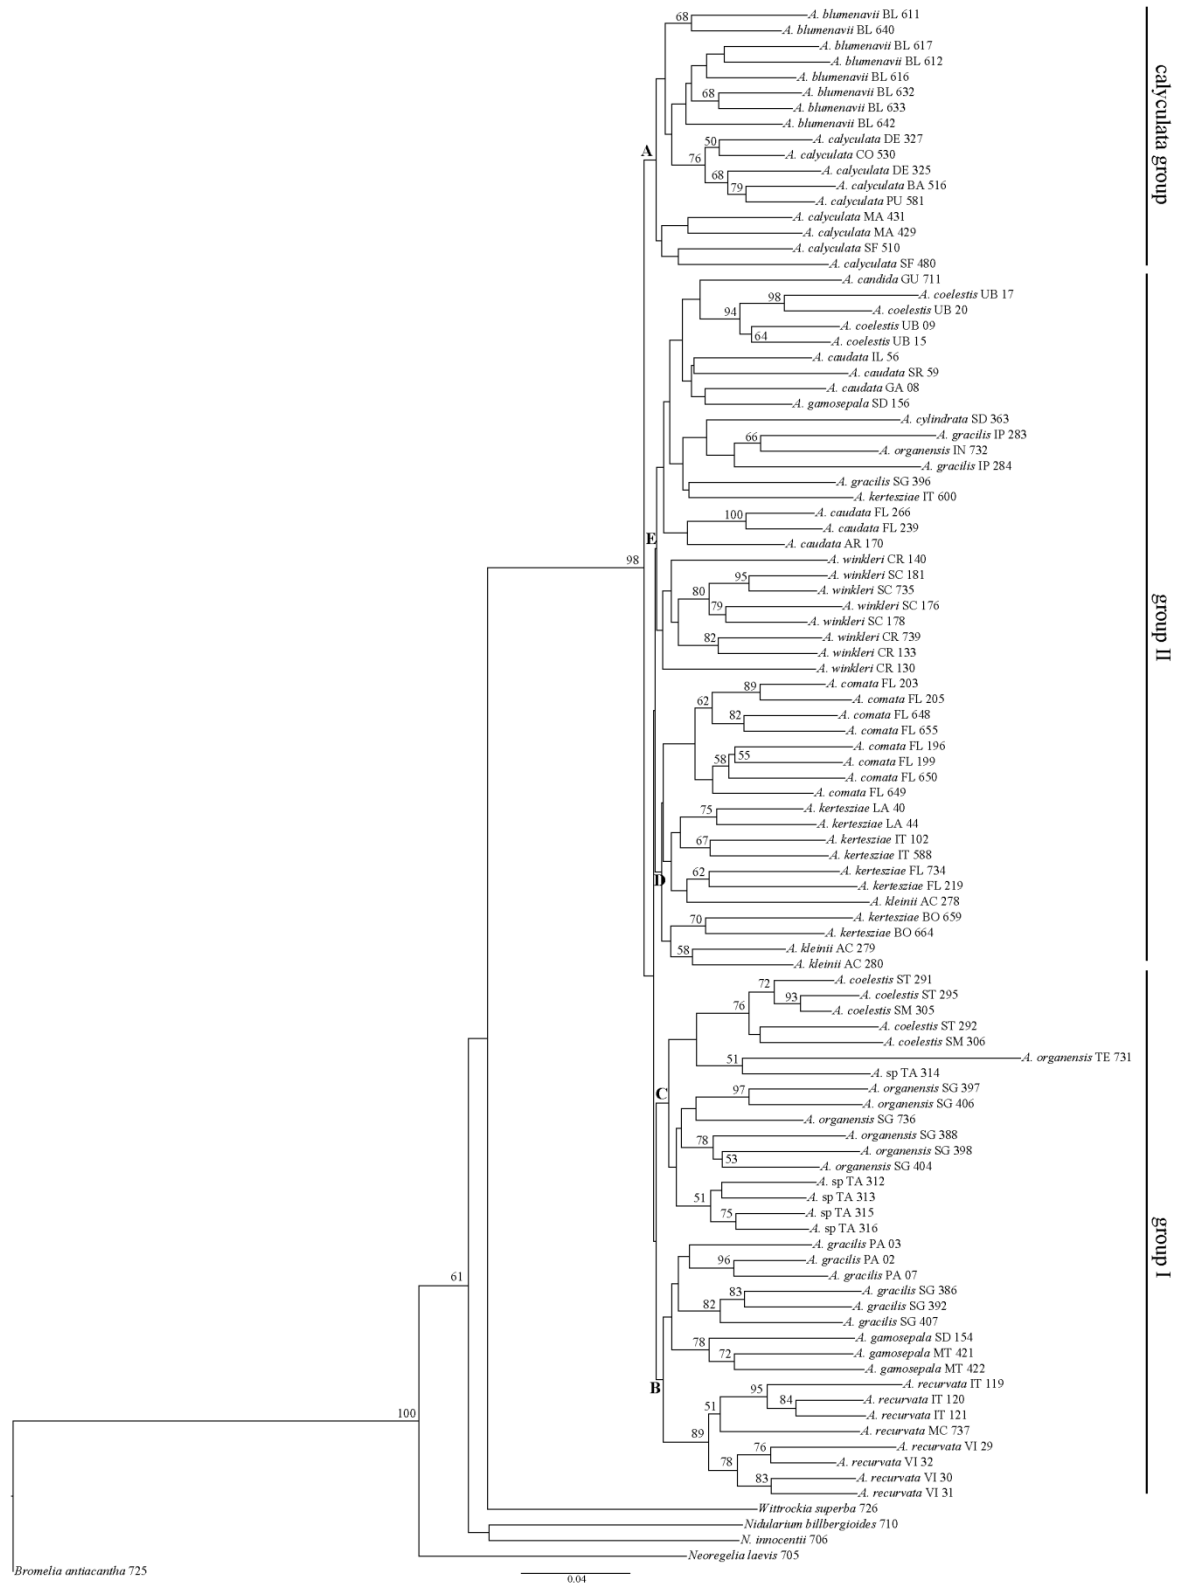 68
A. blumenavii BL 611
A. blumenavii BL 640
A. blumenavii BL 617
A. blumenavii BL 612
A. blumenavii BL 616
68
A. blumenavii BL 632
A. blumenavii BL 633
A. blumenavii BL 642
A
50
A. calyculata DE 327
A. calyculata CO 530
76
68
A. calyculata DE 325
79
A. calyculata BA 516
A. calyculata PU 581
A. calyculata MA 431
A. calyculata MA 429
A. calyculata SF 510
A. calyculata SF 480
calyculata group
A. candida GU 711
98
A. coelestis UB 17
A. coelestis UB 20
94
A. coelestis UB 09
64
A. coelestis UB 15
A. caudata IL 56
A. caudata SR 59
A. caudata GA 08
A. gamosepala SD 156
A. cylindrata SD 363
66
A. gracilis IP 283
A. organensis IN 732
A. gracilis IP 284
A. gracilis SG 396
A. kertesziae IT 600
100
A. caudata FL 266
A. caudata FL 239
E
A. caudata AR 170
98
A. winkleri CR 140
95
A. winkleri SC 181
80
A. winkleri SC 735
79
A. winkleri SC 176
A. winkleri SC 178
82
A. winkleri CR 739
A. winkleri CR 133
A. winkleri CR 130
group II
89
A. comata FL 203
62
A. comata FL 205
82
A. comata FL 648
A. comata FL 655
A. comata FL 196
58
55
A. comata FL 199
A. comata FL 650
A. comata FL 649
75
A. kertesziae LA 40
A. kertesziae LA 44
67
A. kertesziae IT 102
A. kertesziae IT 588
62
A. kertesziae FL 734
D
A. kertesziae FL 219
A. kleinii AC 278
70
A. kertesziae BO 659
A. kertesziae BO 664
58
A. kleinii AC 279
A. kleinii AC 280
72
A. coelestis ST 291
93
A. coelestis ST 295
76
A. coelestis SM 305
A. coelestis ST 292
A. coelestis SM 306
51
A. organensis TE 731
A. sp TA 314
C
97
A. organensis SG 397
A. organensis SG 406
A. organensis SG 736
78
A. organensis SG 388
53
A. organensis SG 398
A. organensis SG 404
A. sp TA 312
51
A. sp TA 313
75
A. sp TA 315
A. sp TA 316
A. gracilis PA 03
96
A. gracilis PA 02
A. gracilis PA 07
61
83
A. gracilis SG 386
82
A. gracilis SG 392
A. gracilis SG 407
78
A. gamosepala SD 154
72
A. gamosepala MT 421
A. gamosepala MT 422
B
95
A. recurvata IT 119
84
A. recurvata IT 120
51
A. recurvata IT 121
89
A. recurvata MC 737
76
A. recurvata VI 29
78
A. recurvata VI 32
83
A. recurvata VI 30
A. recurvata VI 31
group I
100
Wittrockia superba 726
Nidularium billbergioides 710
N. innocentii 706
Neoregelia laevis 705
Bromelia antiacantha 725
0.04